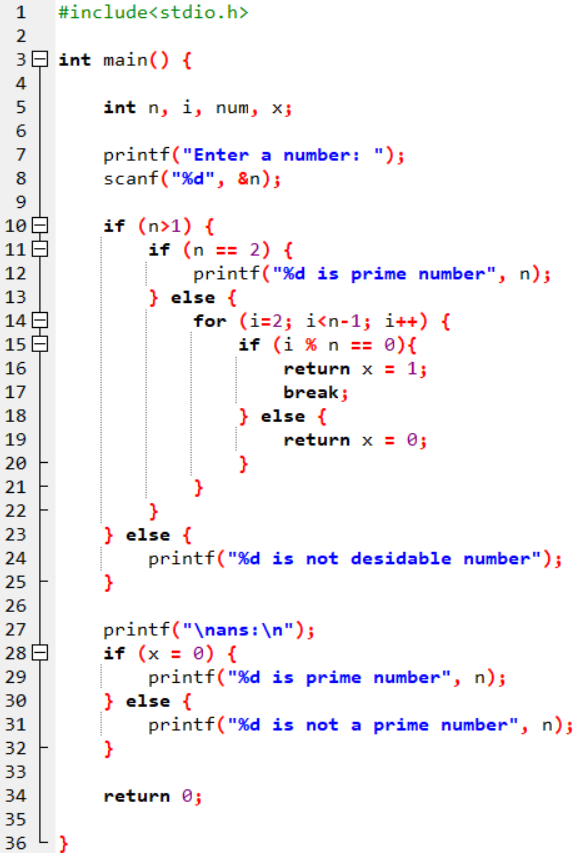 1 #include<stdio.h>
2
3 int main() {
4
5     int n, i, num, x;
6
7     printf("Enter a number: ");
8     scanf("%d", &n);
9
10     if (n>1) {
11         if (n == 2) {
12             printf("%d is prime number", n);
13         } else {
14             for (i=2; i<n-1; i++) {
15                 if (i % n == 0){
16                     return x = 1;
17                     break;
18                 } else {
19                     return x = 0;
20                 }
21             }
22         }
23     } else {
24         printf("%d is not desidable number");
25     }
26
27     printf("\nans:\n");
28     if (x = 0) {
29         printf("%d is prime number", n);
30     } else {
31         printf("%d is not a prime number", n);
32     }
33
34     return 0;
35
36 }